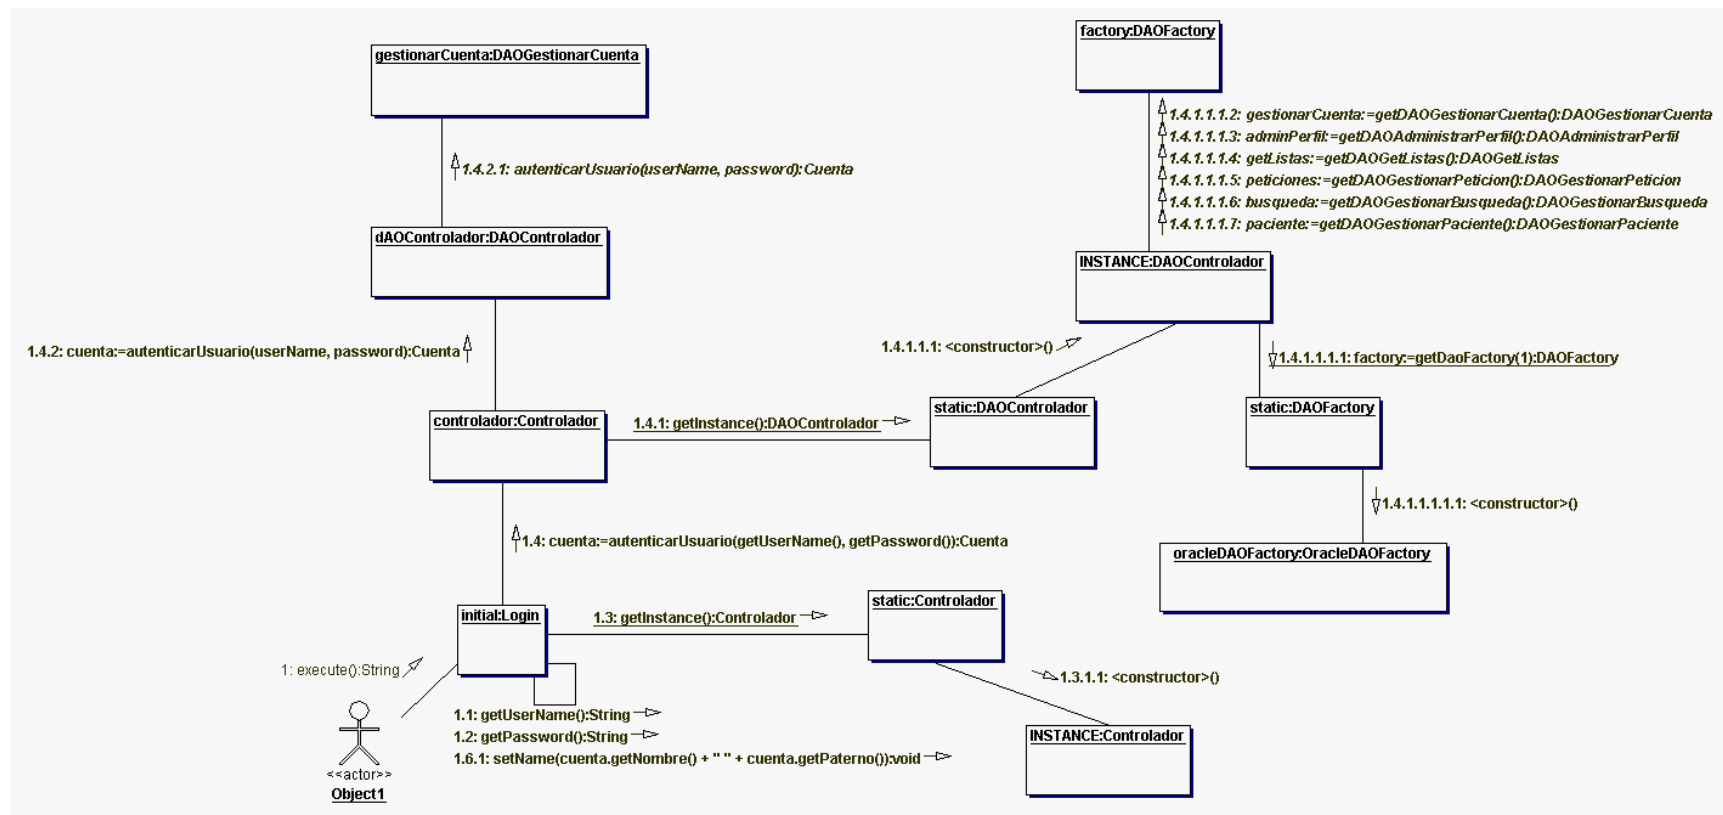 factory:DAOFactory
gestionarCuenta:DAOGestionarCuenta
1.4.1.1.1.2: gestionarCuenta:=getDAOGestionarCuenta():DAOGestionarCuenta
1.4.1.1.1.3: adminPerfil:=getDAOAdministrarPerfil():DAOAdministrarPerfil
1.4.1.1.1.4: getListas:=getDAOGetListas():DAOGetListas
1.4.1.1.1.5: peticiones:=getDAOGestionarPeticion():DAOGestionarPeticion
1.4.1.1.1.6: busqueda:=getDAOGestionarBusqueda():DAOGestionarBusqueda
1.4.1.1.1.7: paciente:=getDAOGestionarPaciente():DAOGestionarPaciente
1.4.2.1: autenticarUsuario(userName, password):Cuenta
dAOControlador:DAOControlador
INSTANCE:DAOControlador
1.4.2: cuenta:=autenticarUsuario(userName, password):Cuenta
1.4.1.1.1: <constructor>()
1.4.1.1.1.1: factory:=getDaoFactory(1):DAOFactory
controlador:Controlador
1.4.1: getInstance():DAOControlador
static:DAOControlador
static:DAOFactory
1.4.1.1.1.1.1: <constructor>()
1.4: cuenta:=autenticarUsuario(getUserName(), getPassword()):Cuenta
oracleDAOFactory:OracleDAOFactory
initial:Login
1.3: getInstance():Controlador
static:Controlador
1: execute():String
1.3.1.1: <constructor>()
1.1: getUserName():String
1.2: getPassword():String
1.6.1: setName(cuenta.getNombre() + " " + cuenta.getPaterno()):void
INSTANCE:Controlador
<<actor>>
Object1